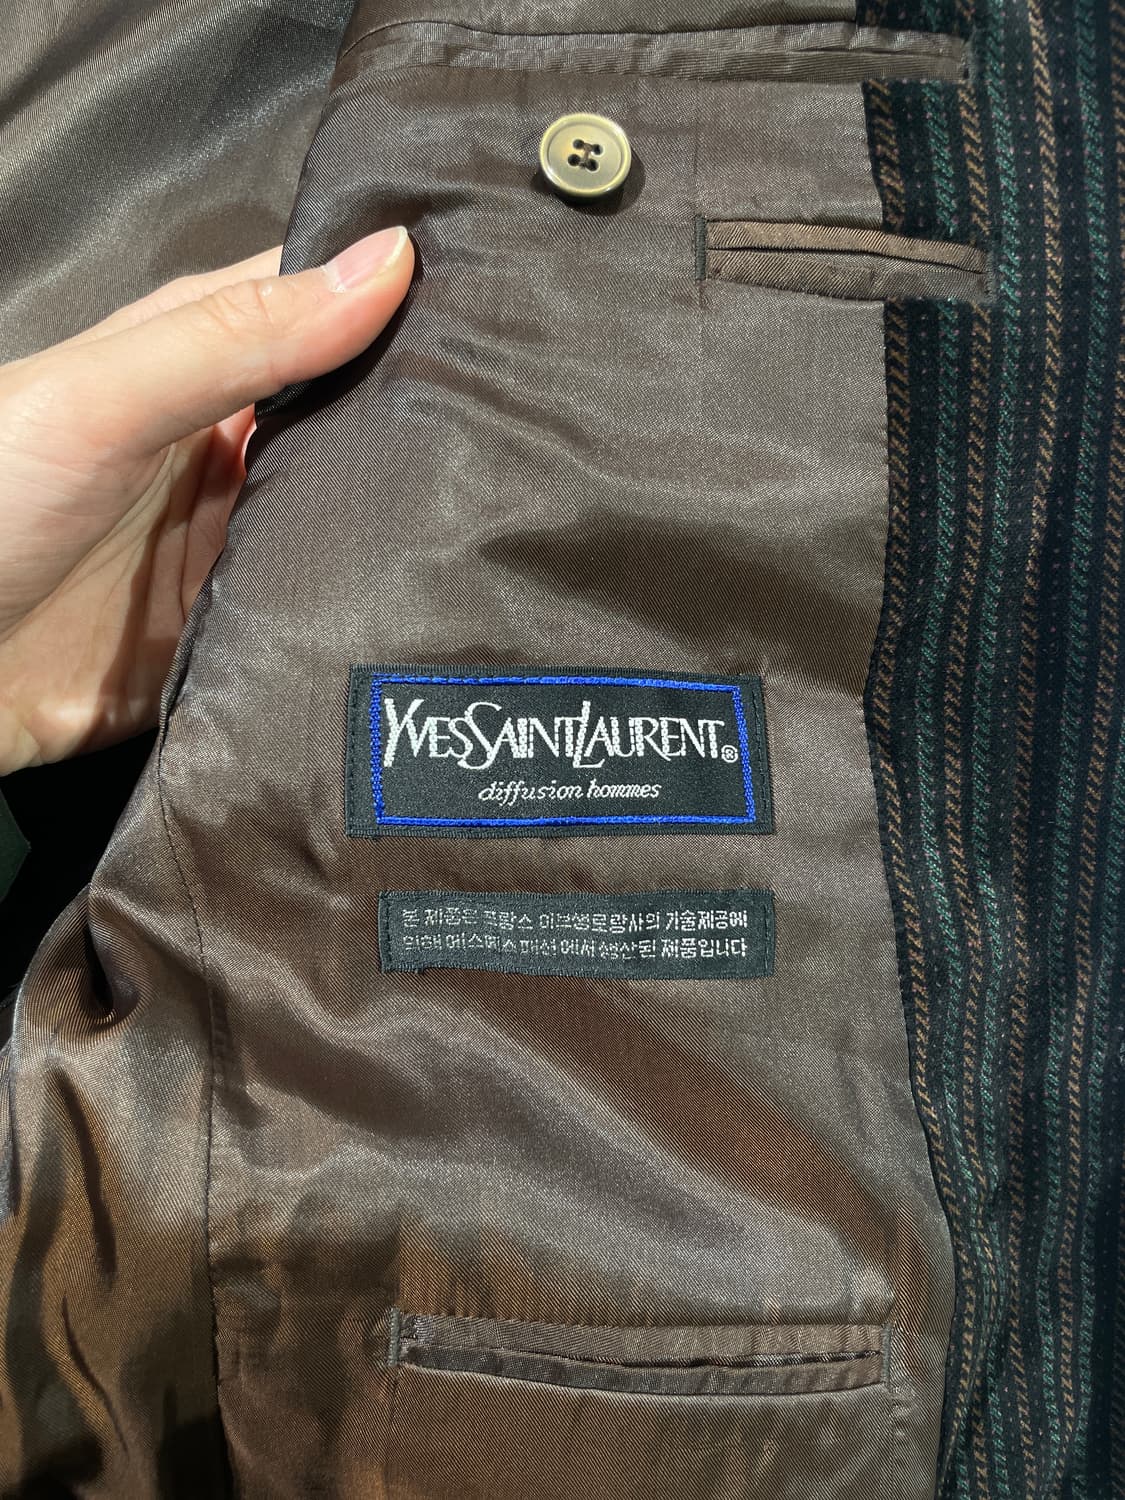 YVESSAINTLAURENT®
diffusion hommes
본 제품은 프랑스 이브생로랑사의 기술제공에
의해 에스에스패션에서 생산된 제품입니다